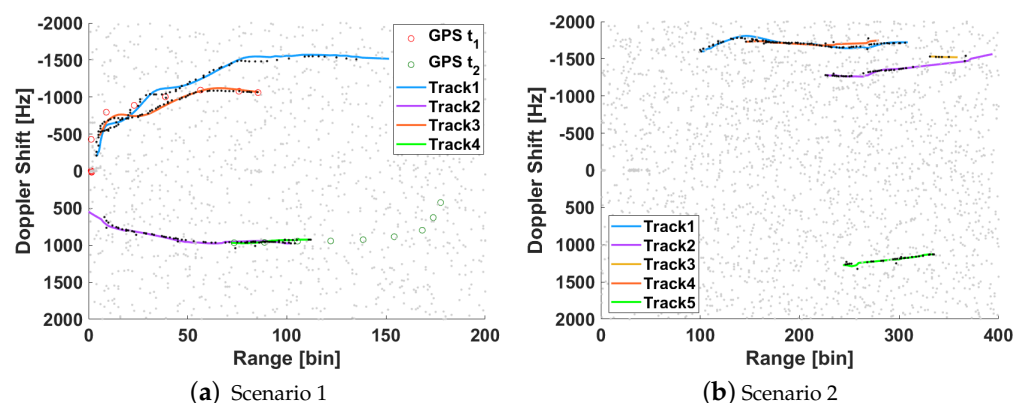 -2000
-1500
-1000
-500
0
500
1000
1500
2000
Doppler Shift [Hz]
0 50 100 150 200
Range [bin]
GPS t1
GPS t2
Track1
Track2
Track3
Track4
(a) Scenario 1
-2000
-1500
-1000
-500
0
500
1000
1500
2000
Doppler Shift [Hz]
0 100 200 300 400
Range [bin]
Track1
Track2
Track3
Track4
Track5
(b) Scenario 2